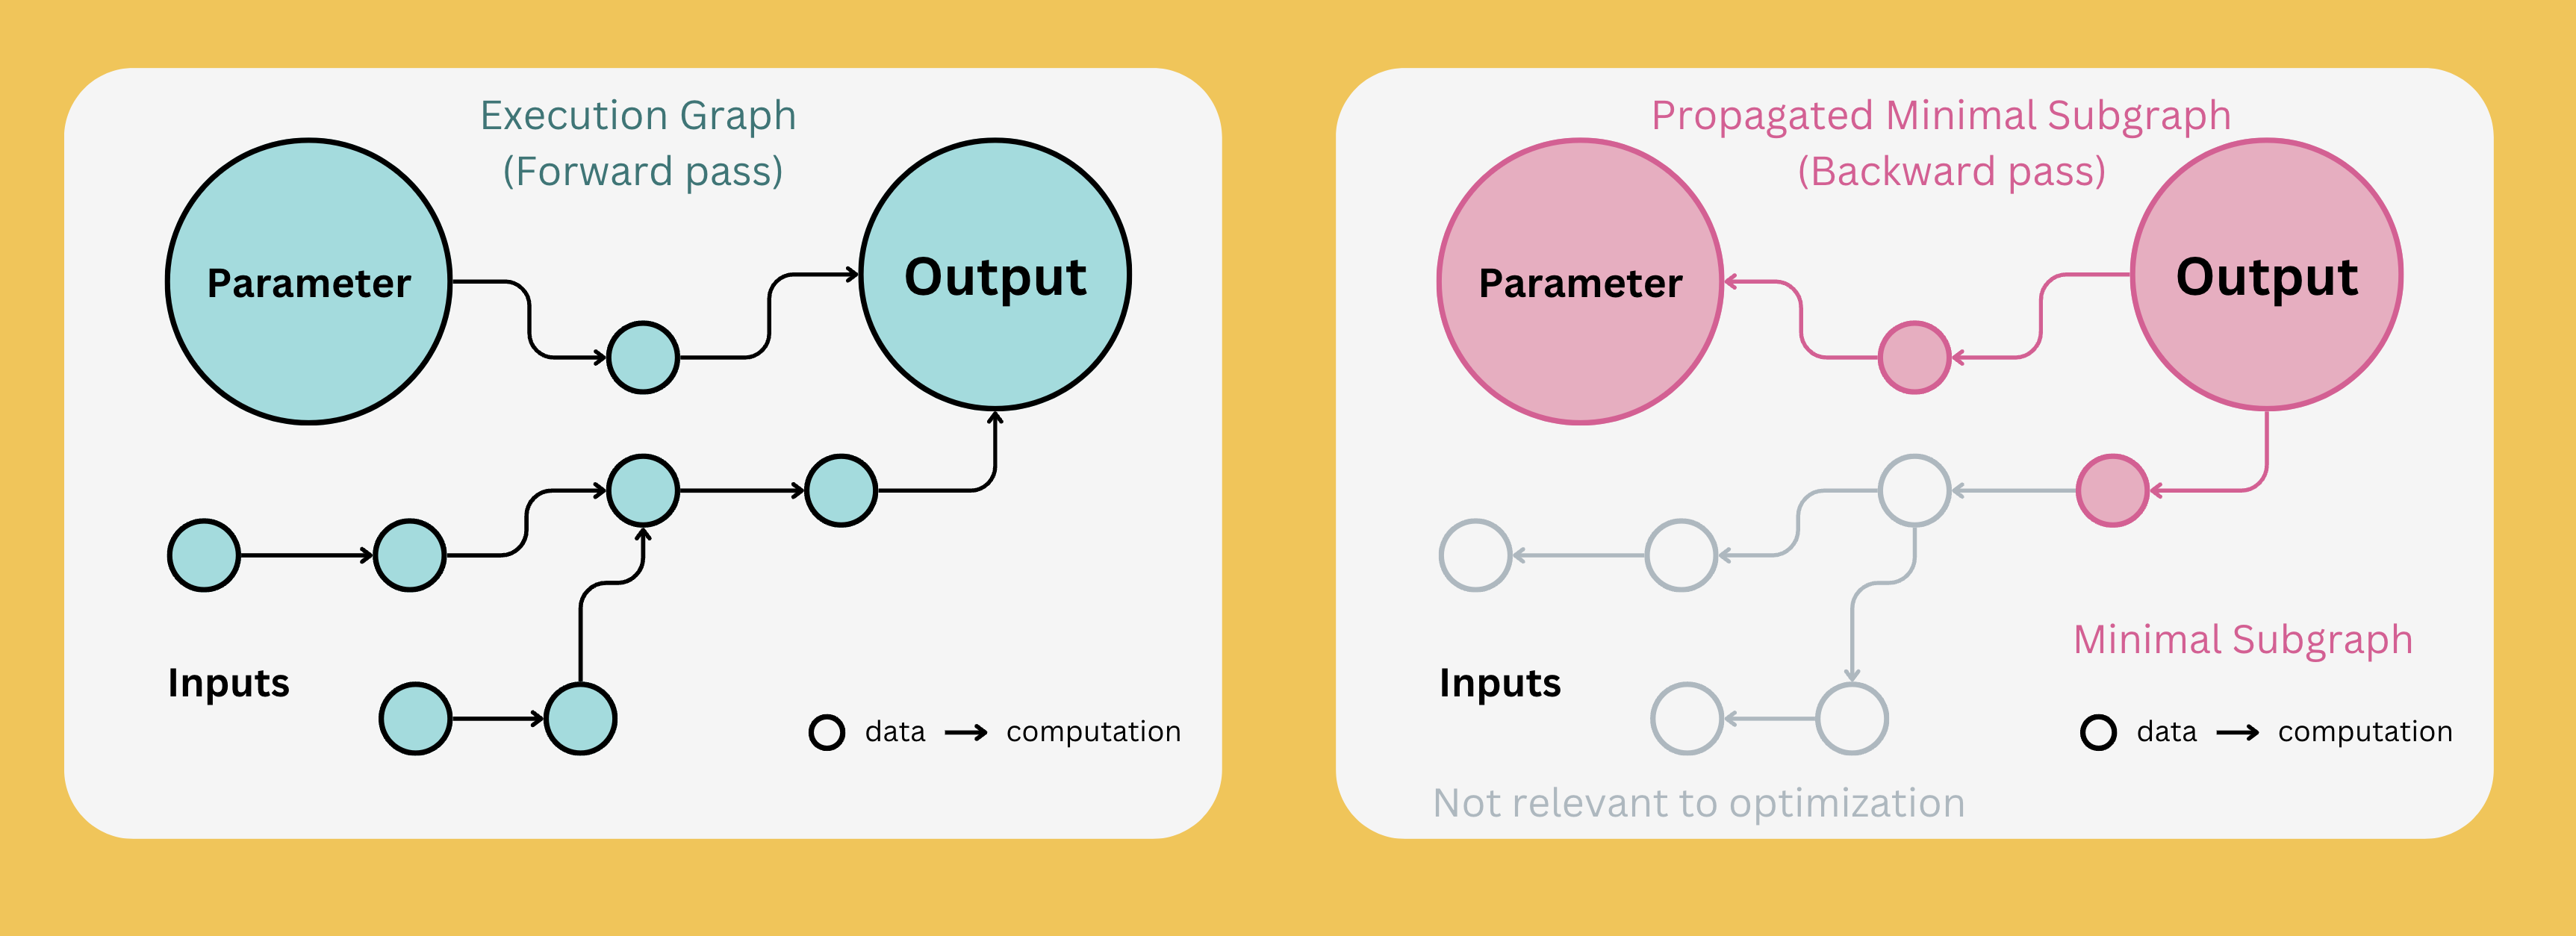 Execution Graph
(Forward pass)
Parameter
Output
Inputs
data
computation
Propagated Minimal Subgraph
(Backward pass)
Parameter
Output
Minimal Subgraph
Inputs
data
computation
Not relevant to optimization